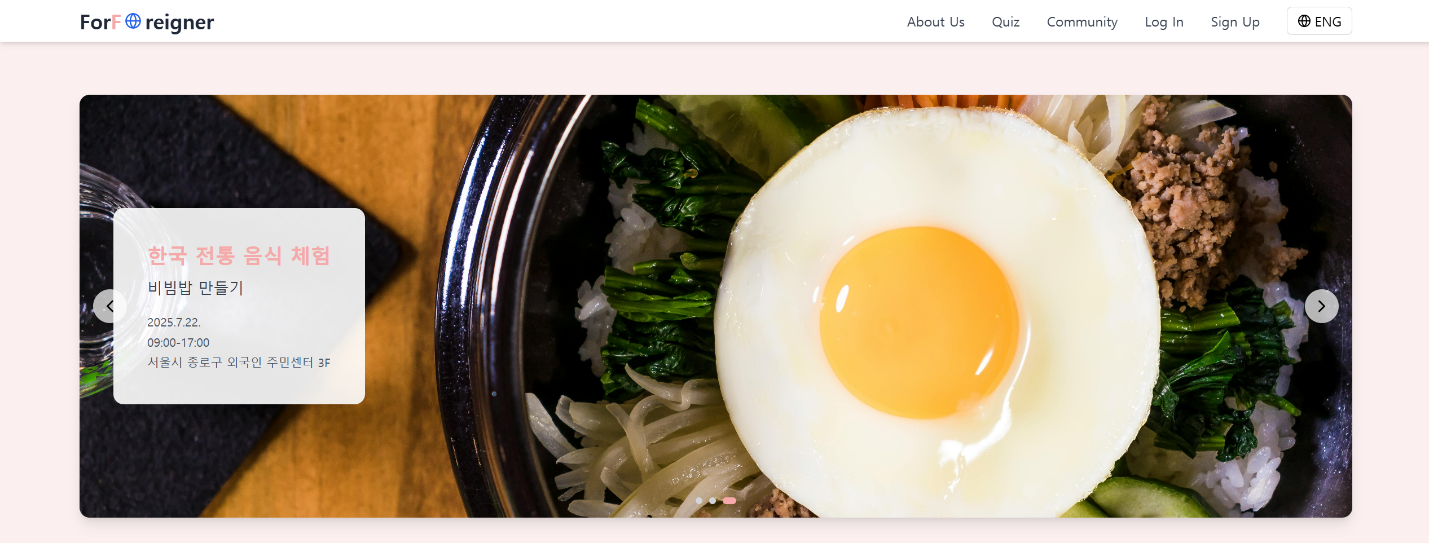 ForF reigner
About Us
Quiz
Community
Log In
Sign Up
ENG
한국 전통 음식 체험
비빔밥 만들기
2025.7.22.
09:00-17:00
서울시 종로구 외국인 주민센터 3F